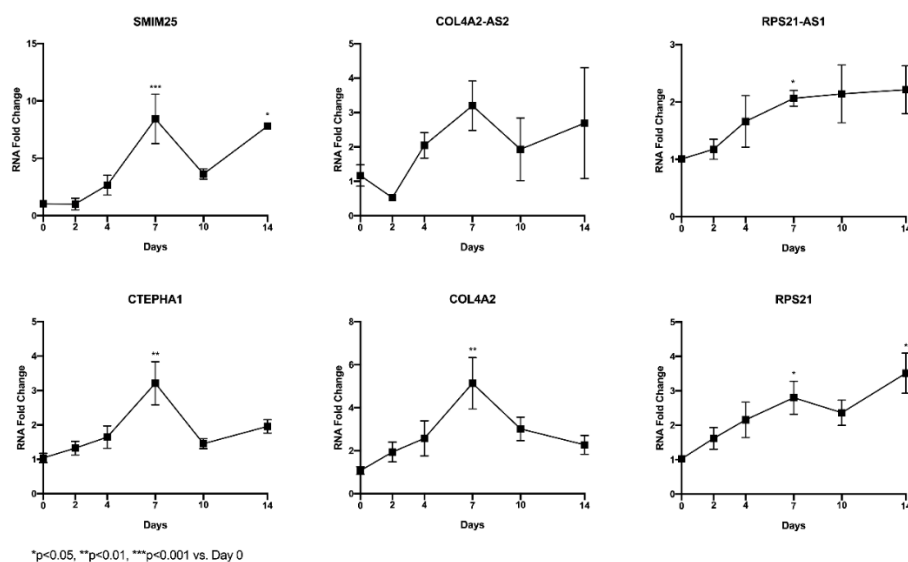 SMIM25
COL4A2-AS2
RPS21-AS1
RNA Fold Change
15
10
5
0
***
*
0 2 4 7 10 14
Days
RNA Fold Change
5
4
3
2
1
0
0 2 4 7 10 14
Days
RNA Fold Change
3
2
1
0
*
0 2 4 7 10 14
Days
CTEPHA1
COL4A2
RPS21
RNA Fold Change
5
4
3
2
1
0
**
0 2 4 7 10 14
Days
RNA Fold Change
8
6
4
2
0
**
0 2 4 7 10 14
Days
RNA Fold Change
5
4
3
2
1
0
*
*
0 2 4 7 10 14
Days
*p<0.05, **p<0.01, ***p<0.001 vs. Day 0